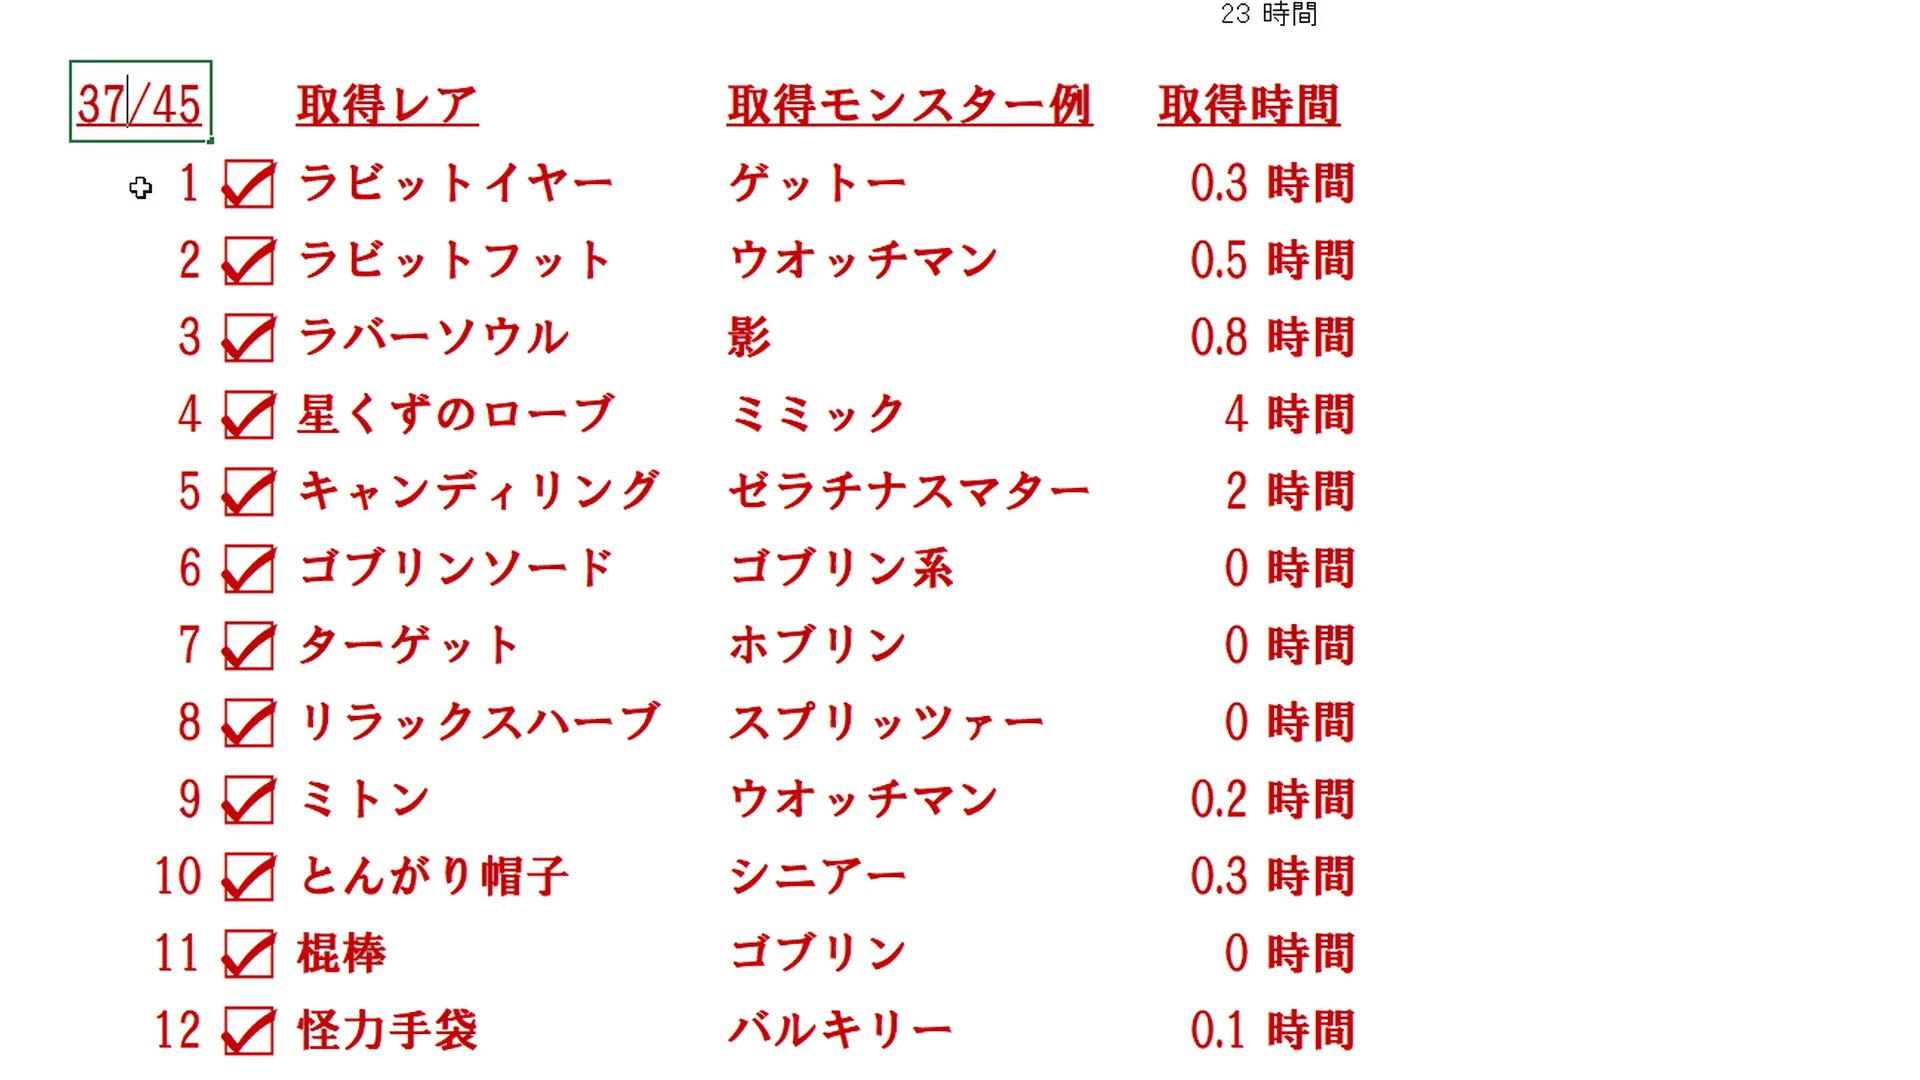 23 時間
37/45 取得レア 取得モンスター例 取得時間
1 ラビットイヤー ゲットー 0.3 時間
2 ラビットフット ウオッチマン 0.5 時間
3 ラバーソウル 影 0.8 時間
4 星くずのローブ ミミック 4 時間
5 キャンディリング ゼラチナスマター 2 時間
6 ゴブリンソード ゴブリン系 0 時間
7 ターゲット ホブリン 0 時間
8 リラックスハーブ スプリッツァー 0 時間
9 ミトン ウオッチマン 0.2 時間
10 とんがり帽子 シニアー 0.3 時間
11 棍棒 ゴブリン 0 時間
12 怪力手袋 バルキリー 0.1 時間